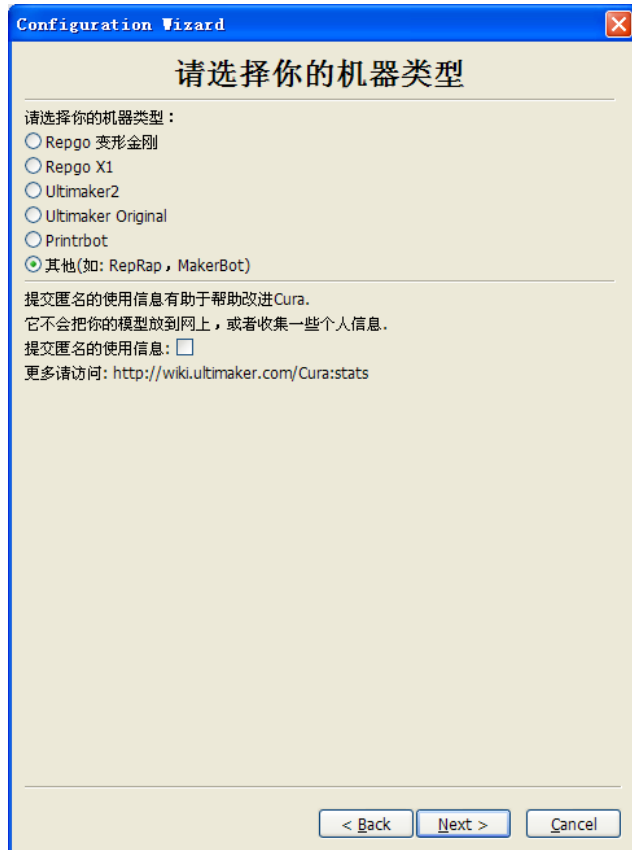 Configuration Wizard
请选择你的机器类型
请选择你的机器类型：
Repgo 变形金刚
Repgo X1
Ultimaker2
Ultimaker Original
Printrbot
其他(如: RepRap，MakerBot)
提交匿名的使用信息有助于帮助改进Cura.
它不会把你的模型放到网上，或者收集一些个人信息.
提交匿名的使用信息:
更多请访问: http://wiki.ultimaker.com/Cura:stats
< Back Next > Cancel